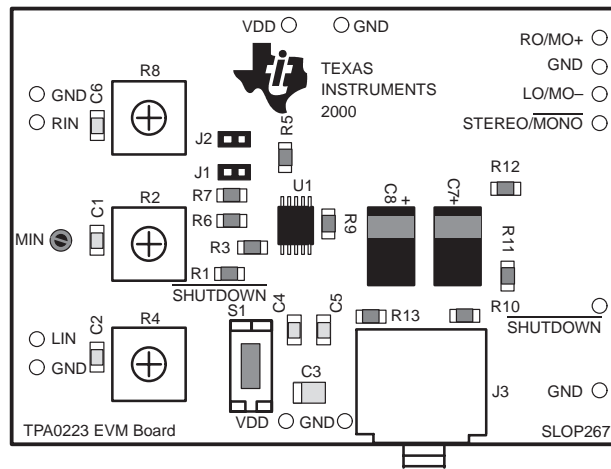 VDD GND
RO/MO+
GND
LO/MO–
STEREO/MONO
TEXAS
INSTRUMENTS
2000
R8
C6
GND
RIN
J2
J1
R5
R7
R6
R3
R1
SHUTDOWN
U1
R9
C8 +
C7+
R12
R11
R2
C1
MIN
R4
C2
LIN
GND
S1
C4
C5
C3
R13
R10
SHUTDOWN
J3
GND
VDD GND
TPA0223 EVM Board
SLOP267